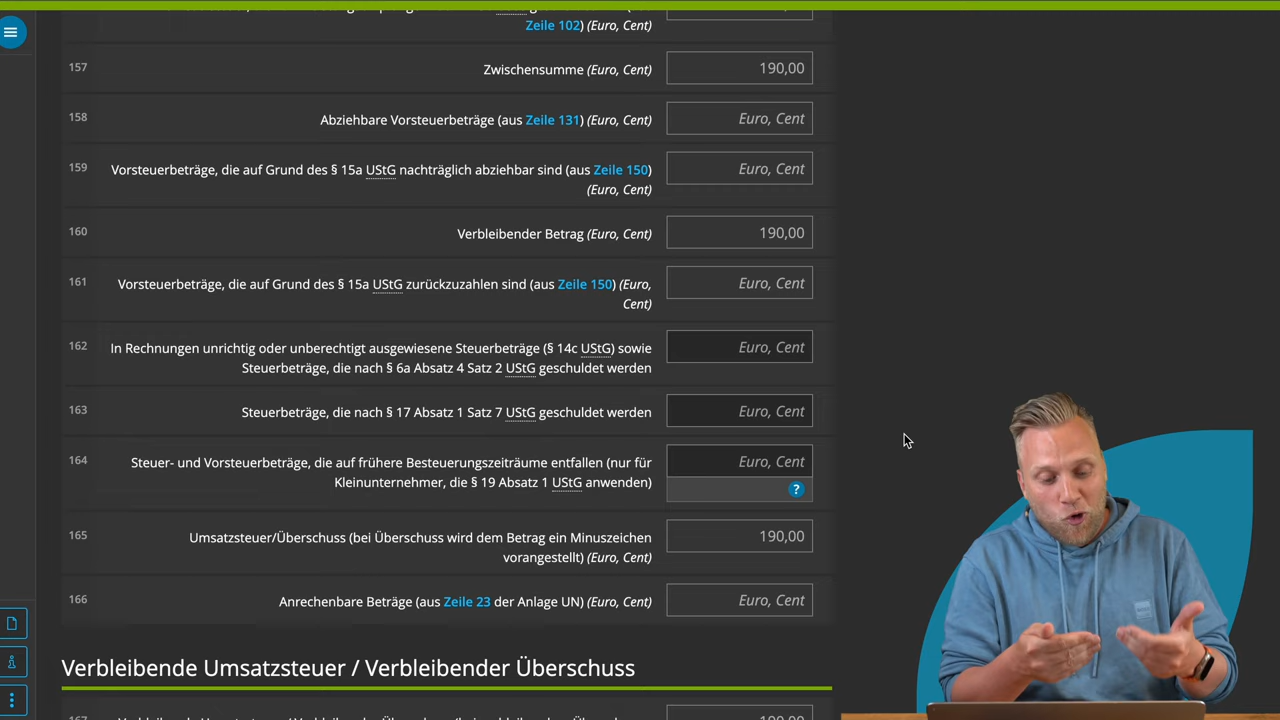 Zeile 102) (Euro, Cent)
157 Zwischensumme (Euro, Cent) 190,00
158 Abziehbare Vorsteuerbeträge (aus Zeile 131) (Euro, Cent) Euro, Cent
159 Vorsteuerbeträge, die auf Grund des § 15a UStG nachträglich abziehbar sind (aus Zeile 150) Euro, Cent
(Euro, Cent)
160 Verbleibender Betrag (Euro, Cent) 190,00
161 Vorsteuerbeträge, die auf Grund des § 15a UStG zurückzuzahlen sind (aus Zeile 150) (Euro, Euro, Cent
Cent)
162 In Rechnungen unrichtig oder unberechtigt ausgewiesene Steuerbeträge (§ 14c UStG) sowie Euro, Cent
Steuerbeträge, die nach § 6a Absatz 4 Satz 2 UStG geschuldet werden
163 Steuerbeträge, die nach § 17 Absatz 1 Satz 7 UStG geschuldet werden Euro, Cent
164 Steuer- und Vorsteuerbeträge, die auf frühere Besteuerungszeiträume entfallen (nur für Euro, Cent
Kleinunternehmer, die § 19 Absatz 1 UStG anwenden) ?
165 Umsatzsteuer/Überschuss (bei Überschuss wird dem Betrag ein Minuszeichen 190,00
vorangestellt) (Euro, Cent)
166 Anrechenbare Beträge (aus Zeile 23 der Anlage UN) (Euro, Cent) Euro, Cent
Verbleibende Umsatzsteuer / Verbleibender Überschuss